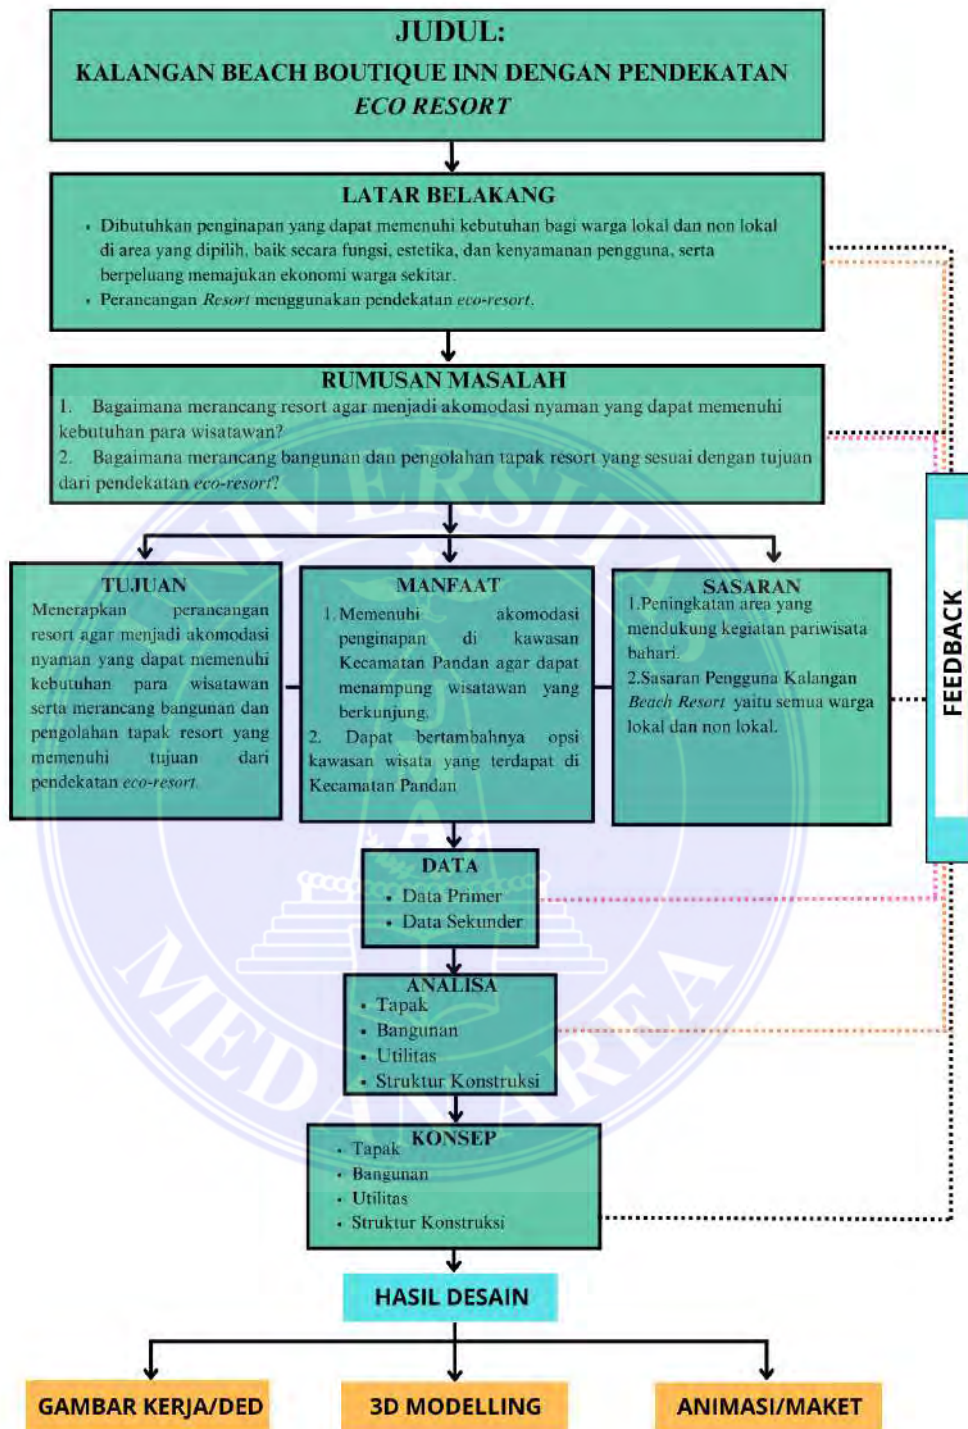 JUDUL:
KALANGAN BEACH BOUTIQUE INN DENGAN PENDEKATAN
ECO RESORT
LATAR BELAKANG
• Dibutuhkan penginapan yang dapat memenuhi kebutuhan bagi warga lokal dan non lokal
di area yang dipilih, baik secara fungsi, estetika, dan kenyamanan pengguna, serta
berpeluang memajukan ekonomi warga sekitar.
• Perancangan Resort menggunakan pendekatan eco-resort.
RUMUSAN MASALAH
1. Bagaimana merancang resort agar menjadi akomodasi nyaman yang dapat memenuhi
kebutuhan para wisatawan?
2. Bagaimana merancang bangunan dan pengolahan tapak resort yang sesuai dengan tujuan
dari pendekatan eco-resort?
TUJUAN
Menerapkan perancangan
resort agar menjadi akomodasi
nyaman yang dapat memenuhi
kebutuhan para wisatawan
serta merancang bangunan dan
pengolahan tapak resort yang
memenuhi tujuan dari
pendekatan eco-resort.
MANFAAT
1. Memenuhi akomodasi
penginapan di kawasan
Kecamatan Pandan agar dapat
menampung wisatawan yang
berkunjung.
2. Dapat bertambahnya opsi
kawasan wisata yang terdapat di
Kecamatan Pandan
SASARAN
1.Peningkatan area yang
mendukung kegiatan pariwisata
bahari.
2.Sasaran Pengguna Kalangan
Beach Resort yaitu semua warga
lokal dan non lokal.
FEEDBACK
DATA
• Data Primer
• Data Sekunder
ANALISA
• Tapak
• Bangunan
• Utilitas
• Struktur Konstruksi
KONSEP
• Tapak
• Bangunan
• Utilitas
• Struktur Konstruksi
HASIL DESAIN
GAMBAR KERJA/DED
3D MODELLING
ANIMASI/MAKET
UNIVERSITAS
MEDAN AREA